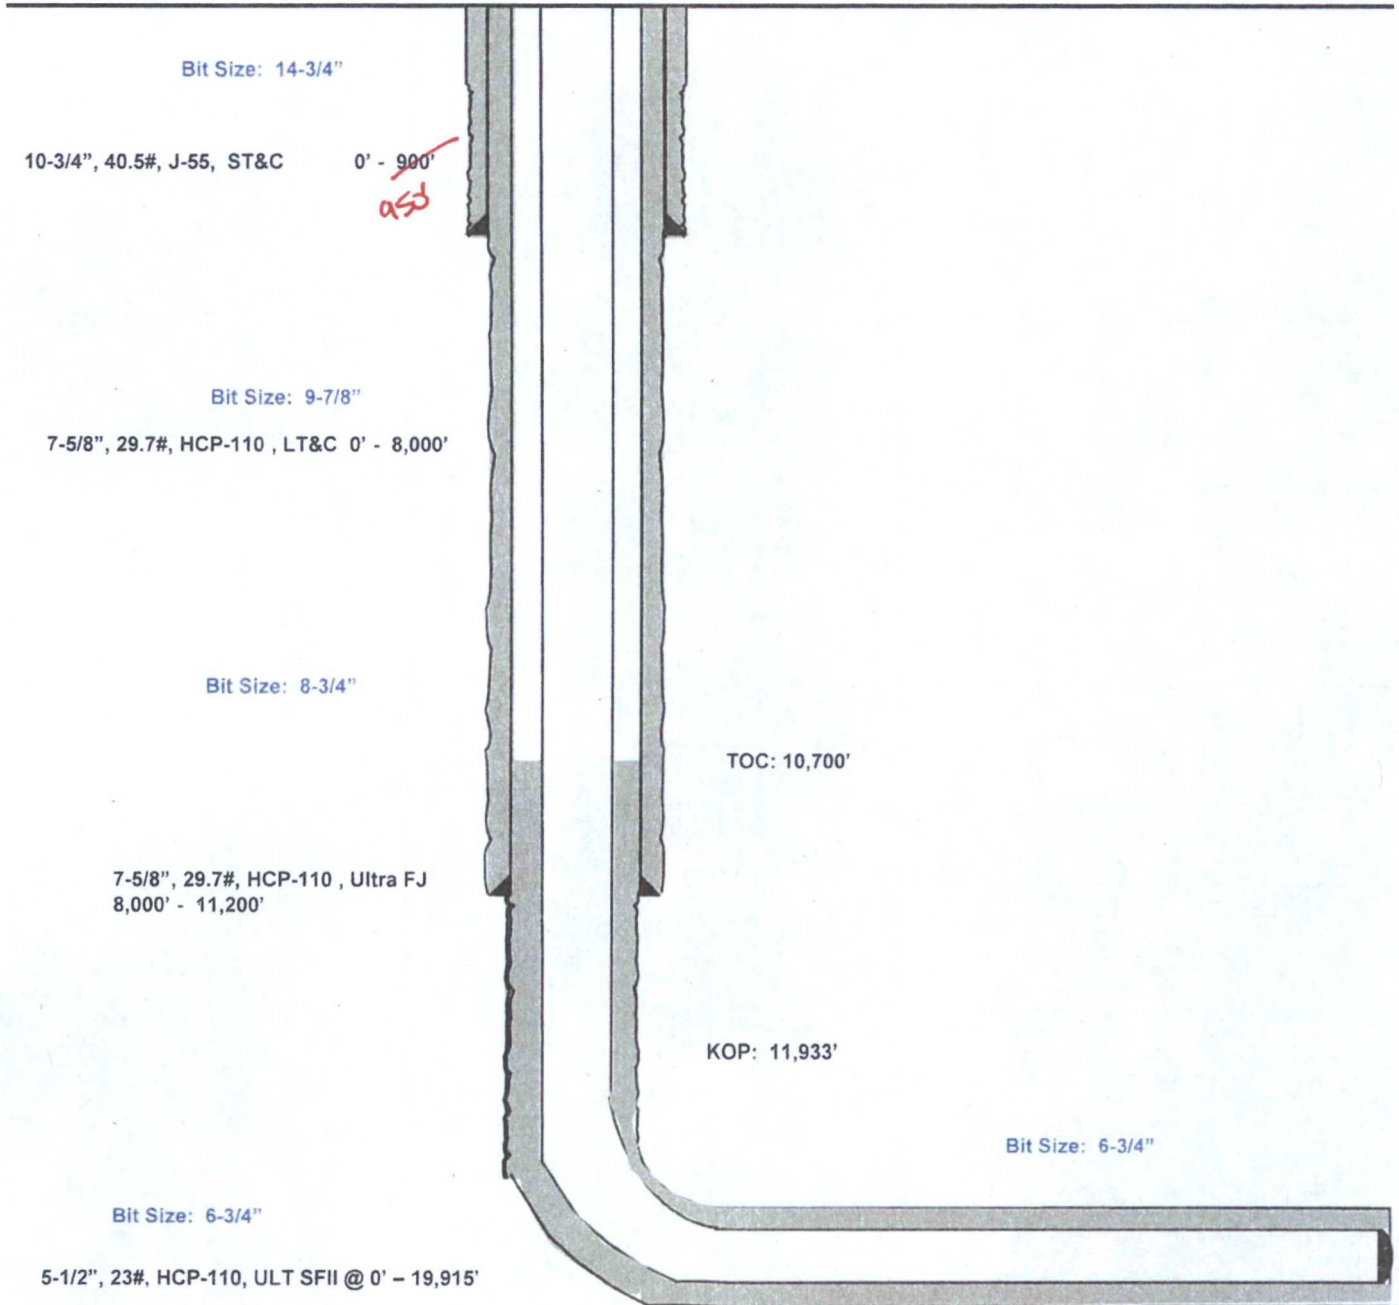 Bit Size: 14-3/4”
10-3/4”, 40.5#, J-55, ST&C 0’ - 900’
950'
Bit Size: 9-7/8”
7-5/8”, 29.7#, HCP-110 , LT&C 0’ - 8,000’
Bit Size: 8-3/4”
TOC: 10,700’
7-5/8”, 29.7#, HCP-110 , Ultra FJ
8,000’ - 11,200’
KOP: 11,933’
Bit Size: 6-3/4”
Bit Size: 6-3/4”
5-1/2”, 23#, HCP-110, ULT SFII @ 0’ – 19,915’